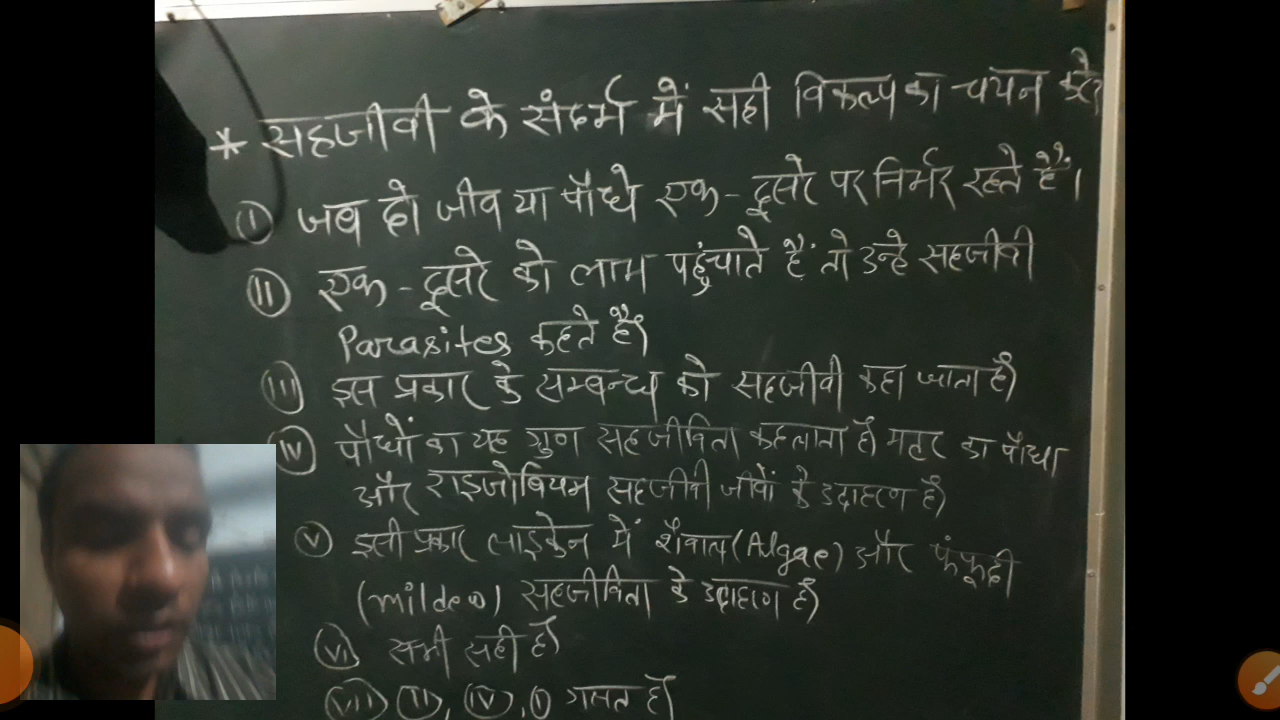 * सहजीवी के संदर्भ में सही विकल्प का चयन करे?
(I) जब दो जीव या पौधे एक-दूसरे पर निर्भर रहते हैं।
(II) एक-दूसरे को लाभ पहुंचाते हैं तो उन्हे सहजीवी
Parasites कहते हैं।
(III) इस प्रकार के सम्बन्ध को सहजीवी कहा जाता है।
(IV) पौधों का यह गुण सहजीविता कहलाता है। मटर का पौधा
और राइजोबियम सहजीवी जीवों के उदाहरण है।
(V) इसी प्रकार लाइकेन में शैवाल (Algae) और फंफूदी
(mildew) सहजीविता के उदाहरण है।
(VI) सभी सही है।
(VII) (II), (IV), (I) गलत है।